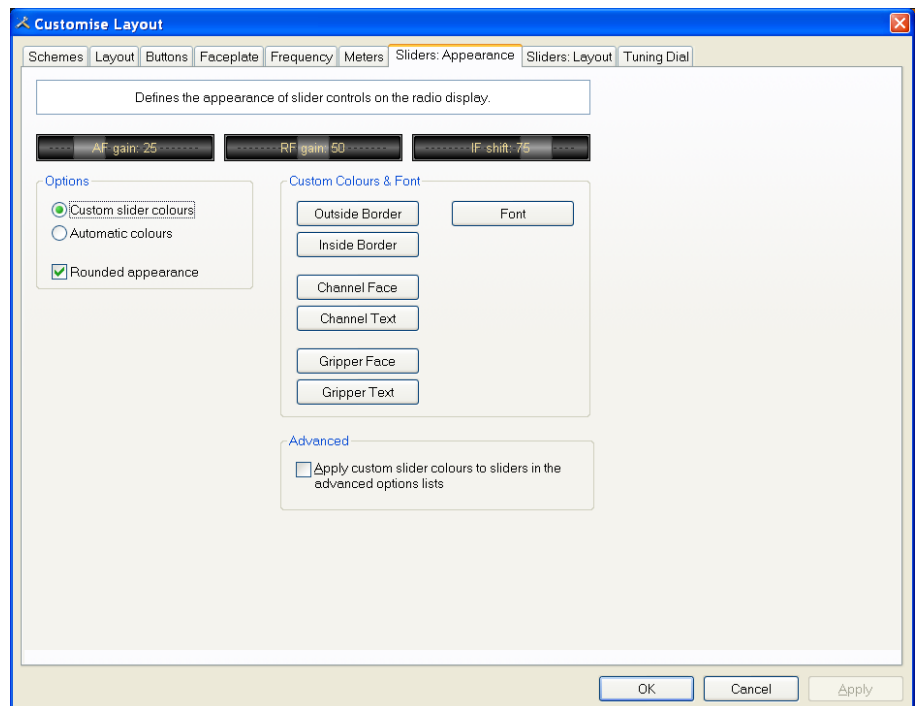 Customise Layout
Schemes Layout Buttons Faceplate Frequency Meters Sliders: Appearance Sliders: Layout Tuning Dial
Defines the appearance of slider controls on the radio display.
AF gain: 25 RF gain: 50 IF shift: 75
Options
Custom slider colours
Automatic colours
Rounded appearance
Custom Colours & Font
Outside Border Font
Inside Border
Channel Face
Channel Text
Gripper Face
Gripper Text
Advanced
Apply custom slider colours to sliders in the
advanced options lists
OK Cancel Apply